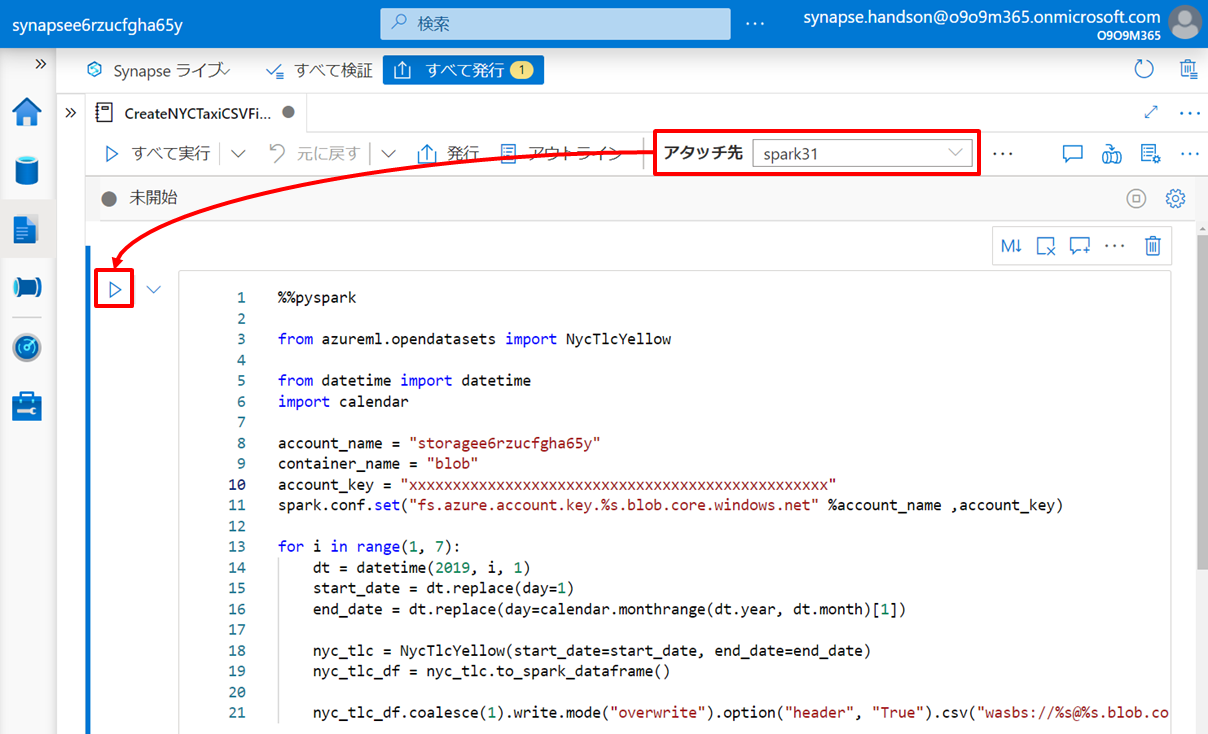 synapsee6rzucfgha65y
検索
synapse.handson@o9o9m365.onmicrosoft.com
O9O9M365
Synapse ライブ
すべて検証
すべて発行 1
CreateNYCTaxiCSVFi...
すべて実行
元に戻す
発行
アウトライン
アタッチ先
spark31
未開始
M↓
1 %%pyspark
2
3 from azureml.opendatasets import NycTlcYellow
4
5 from datetime import datetime
6 import calendar
7
8 account_name = "storagee6rzucfgha65y"
9 container_name = "blob"
10 account_key = "xxxxxxxxxxxxxxxxxxxxxxxxxxxxxxxxxxxxxxxxxxxxxxxx"
11 spark.conf.set("fs.azure.account.key.%s.blob.core.windows.net" %account_name ,account_key)
12
13 for i in range(1, 7):
14 dt = datetime(2019, i, 1)
15 start_date = dt.replace(day=1)
16 end_date = dt.replace(day=calendar.monthrange(dt.year, dt.month)[1])
17
18 nyc_tlc = NycTlcYellow(start_date=start_date, end_date=end_date)
19 nyc_tlc_df = nyc_tlc.to_spark_dataframe()
20
21 nyc_tlc_df.coalesce(1).write.mode("overwrite").option("header", "True").csv("wasbs://%s@%s.blob.co